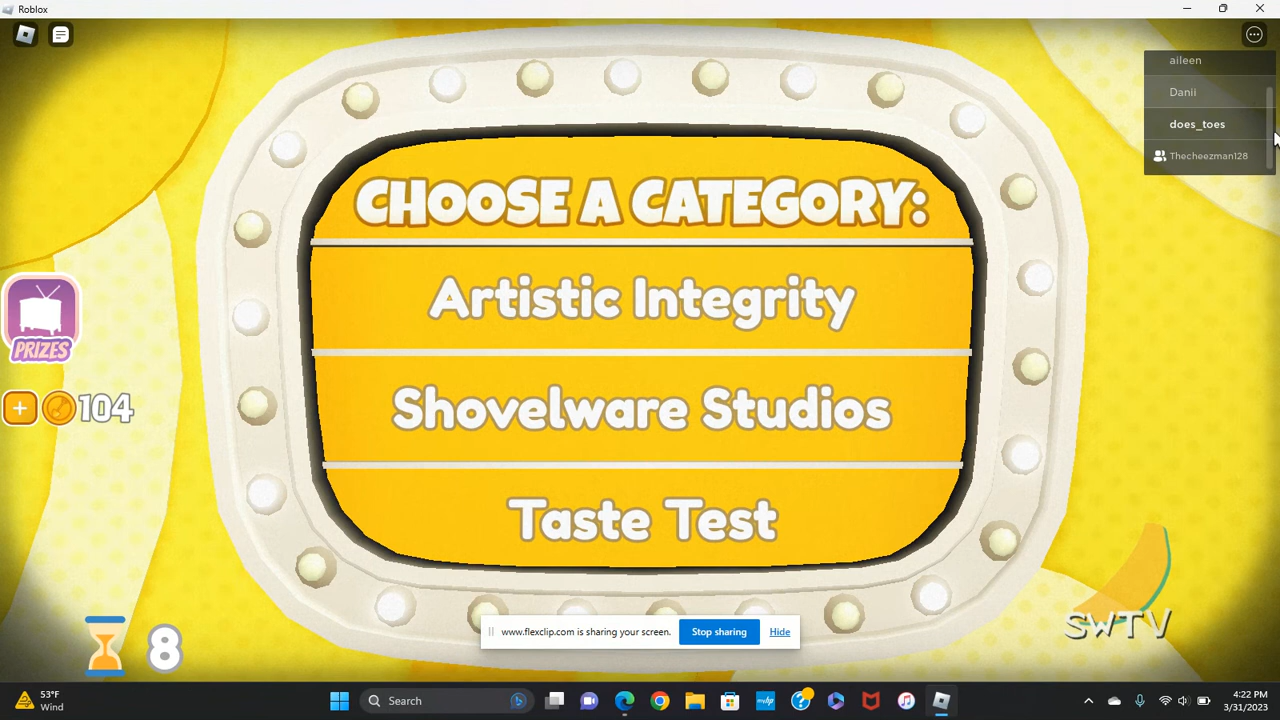 Roblox
aileen
Danii
does_toes
Thecheezman128
CHOOSE A CATEGORY:
Artistic Integrity
Shovelware Studios
Taste Test
PRIZES
+ 104
8
SWTV
www.flexclip.com is sharing your screen. Stop sharing Hide
53°F
Wind
Search
4:22 PM
3/31/2023